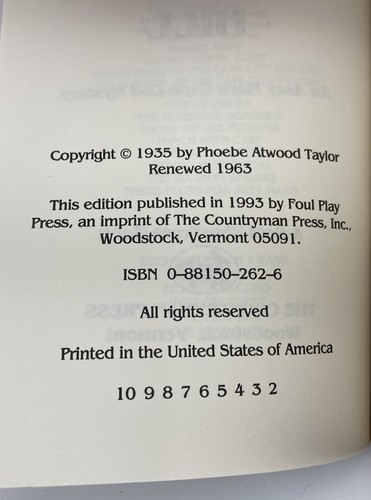 Copyright © 1935 by Phoebe Atwood Taylor
Renewed 1963
This edition published in 1993 by Foul Play
Press, an imprint of The Countryman Press, Inc.,
Woodstock, Vermont 05091.
ISBN 0–88150–262–6
All rights reserved
Printed in the United States of America
10 9 8 7 6 5 4 3 2